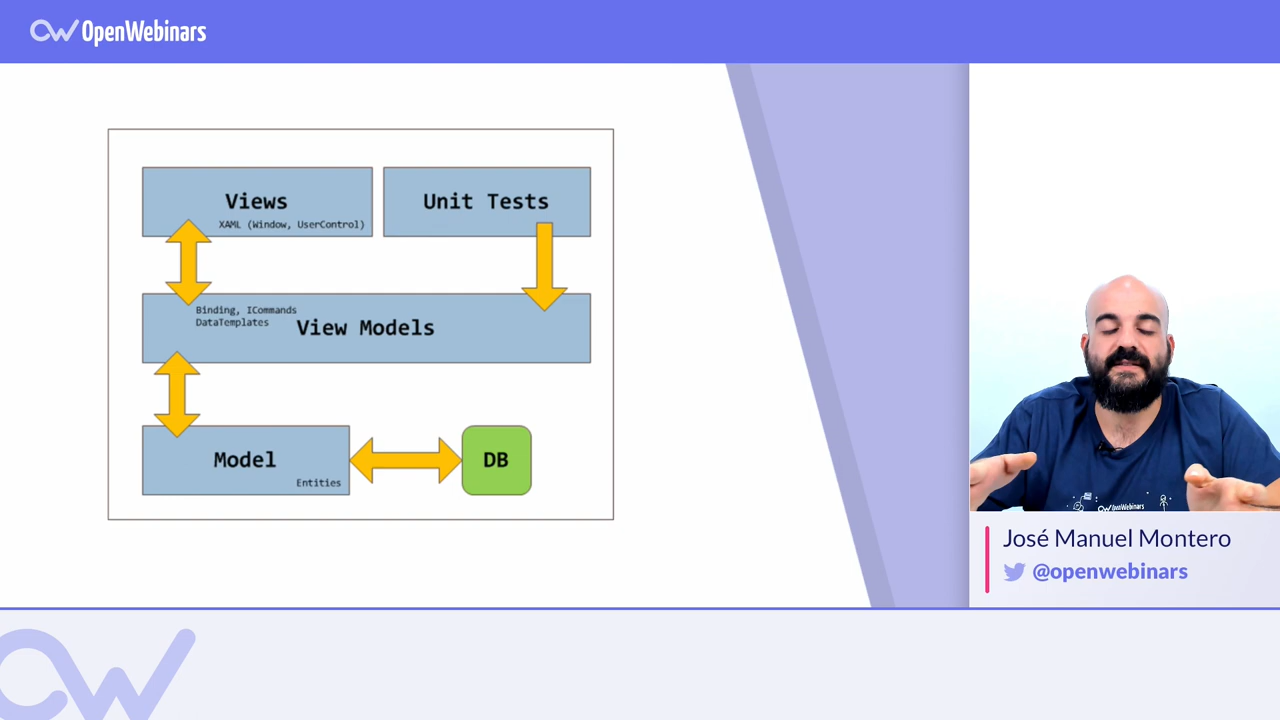 OpenWebinars
Views
XAML (Window, UserControl)
Unit Tests
Binding, ICommands
DataTemplates
View Models
Model
Entities
DB
OpenWebinars
José Manuel Montero
@openwebinars